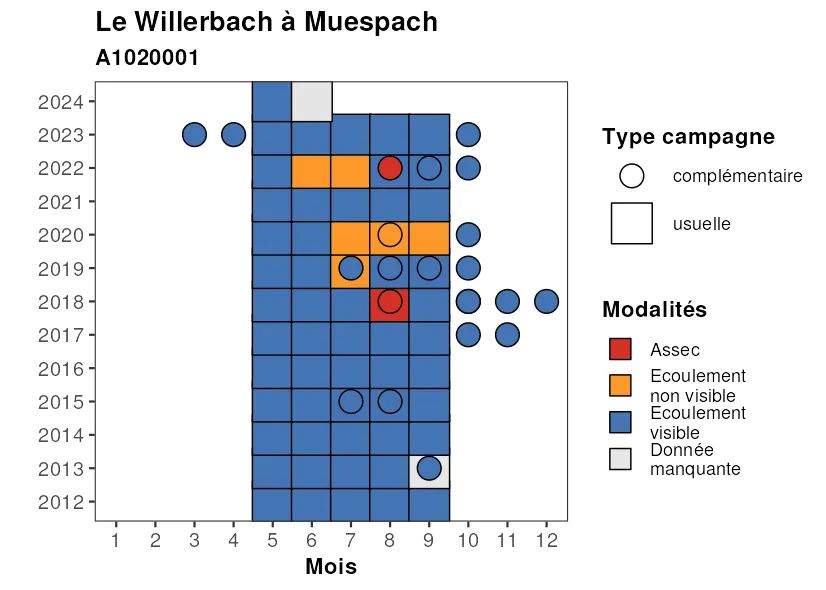 Le Willerbach à Muespach
A1020001
2024
2023
2022
2021
2020
2019
2018
2017
2016
2015
2014
2013
2012
1 2 3 4 5 6 7 8 9 10 11 12
Mois
Type campagne
complémentaire
usuelle
Modalités
Assec
Ecoulement
non visible
Ecoulement
visible
Donnée
manquante